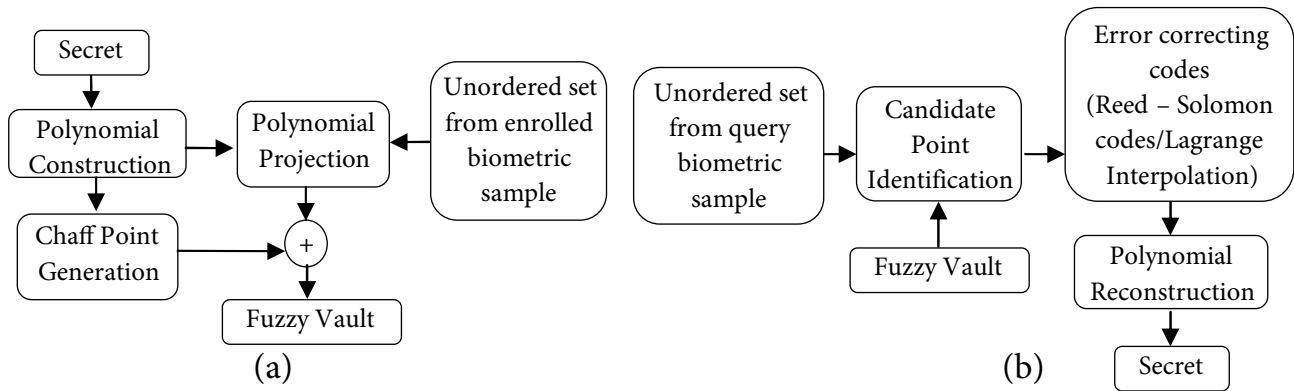 Secret
Polynomial
Construction
Chaff Point
Generation
Polynomial
Projection
Unordered set
from enrolled
biometric
sample
+
Fuzzy Vault
(a)
Unordered set
from query
biometric
sample
Candidate
Point
Identification
Fuzzy Vault
Error correcting
codes
(Reed – Solomon
codes/Lagrange
Interpolation)
Polynomial
Reconstruction
Secret
(b)